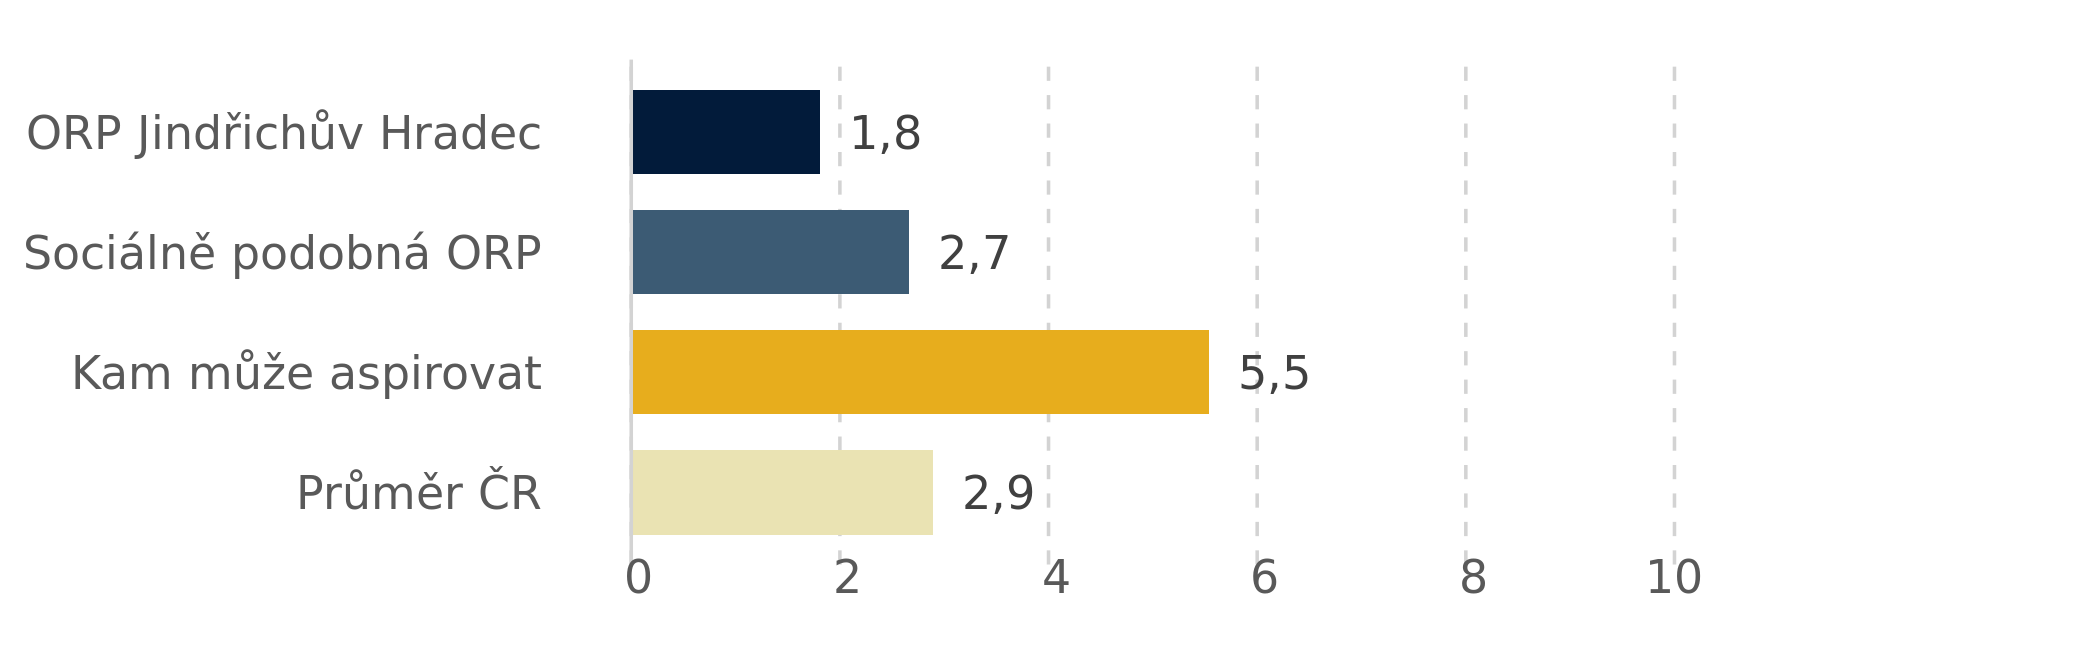 ORP Jindřichův Hradec 1,8
Sociálně podobná ORP 2,7
Kam může aspirovat 5,5
Průměr ČR 2,9
0 2 4 6 8 10